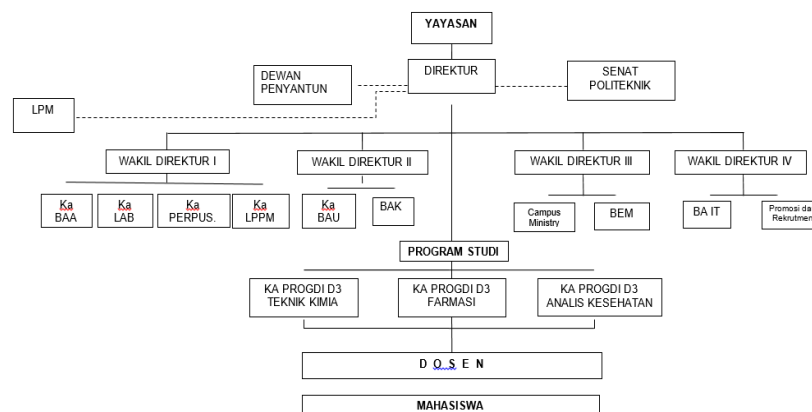 YAYASAN
DIREKTUR
DEWAN
PENYANTUN
SENAT
POLITEKNIK
LPM
WAKIL DIREKTUR I
WAKIL DIREKTUR II
WAKIL DIREKTUR III
WAKIL DIREKTUR IV
Ka
BAA
Ka
LAB
Ka
PERPUS.
Ka
LPPM
Ka
BAU
BAK
Campus
Ministry
BEM
BA IT
Promosi da
Rekrutmen
PROGRAM STUDI
KA PROGDI D3
TEKNIK KIMIA
KA PROGDI D3
FARMASI
KA PROGDI D3
ANALIS KESEHATAN
D O S E N
MAHASISWA